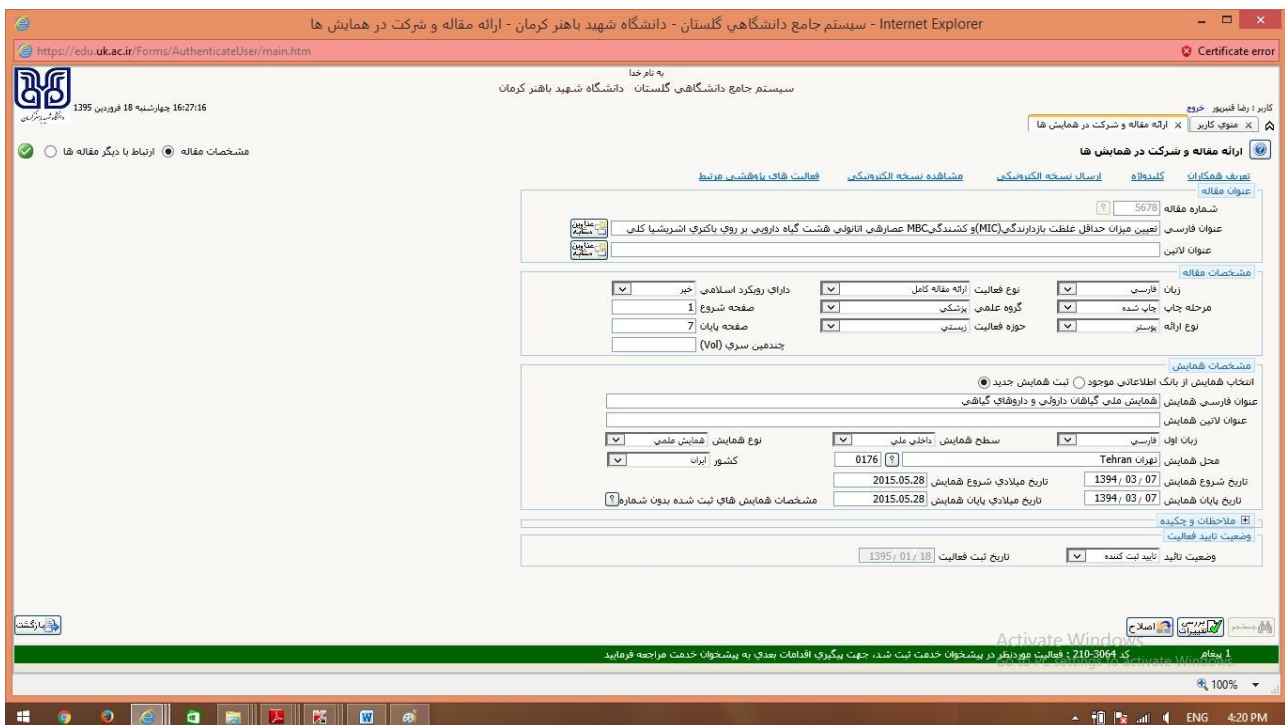 سیستم جامع دانشگاهي گلستان - دانشگاه شهید باهنر کرمان - ارائه مقاله و شرکت در همایش ها - Internet Explorer
https://edu.uk.ac.ir/Forms/AuthenticateUser/main.htm Certificate error
به نام خدا
سیستم جامع دانشگاهي گلستان دانشگاه شهید باهنر کرمان
16:27:16 چهارشنبه 18 فروردین 1395
کاربر : رضا قنبرپور خروج
منوي کاربر ارائه مقاله و شرکت در همایش ها
ارائه مقاله و شرکت در همایش ها
مشخصات مقاله ارتباط با دیگر مقاله ها
تعریف همکاران کلیدواژه ارسال نسخه الکترونیکي مشاهده نسخه الکترونیکي فعالیت هاي پژوهشي مرتبط
عنوان مقاله
شماره مقاله 5678
عنوان فارسي تعیین میزان حداقل غلظت بازدارندگي(MIC)و کشندگيMBC عصارهي اتانولي هشت گیاه دارویي بر روي باکتري اشریشیا کلي عناوین مشابه
عنوان لاتین عناوین مشابه
مشخصات مقاله
زبان فارسي نوع فعالیت ارائه مقاله کامل داراي رویکرد اسلامي خیر
مرحله چاپ چاپ شده گروه علمي پزشکي صفحه شروع 1
نوع ارائه پوستر حوزه فعالیت زیستي صفحه پایان 7
چندمین سري (Vol)
مشخصات همایش
انتخاب همایش از بانک اطلاعاتي موجود ثبت همایش جدید
عنوان فارسي همایش همایش ملي گیاهان داروئي و داروهاي گیاهي
عنوان لاتین همایش
زبان اول فارسي سطح همایش داخلي ملي نوع همایش همایش علمي
محل همایش تهران Tehran 0176 کشور ایران
تاریخ شروع همایش 1394/03/07 تاریخ میلادي شروع همایش 2015.05.28
تاریخ پایان همایش 1394/03/07 تاریخ میلادي پایان همایش 2015.05.28 مشخصات همایش هاي ثبت شده بدون شماره
ملاحظات و چکیده
وضعیت تایید فعالیت
وضعیت تائید تایید ثبت کننده تاریخ ثبت فعالیت 1395/01/18
جستجو بررسي تغییرات اصلاح بازگشت
Activate Windows
Go to PC settings to activate Windows.
1 پیغام کد 3064-210 : فعالیت موردنظر در پیشخوان خدمت ثبت شد، جهت پیگیري اقدامات بعدي به پیشخوان خدمت مراجعه فرمایید
100%
ENG 4:20 PM